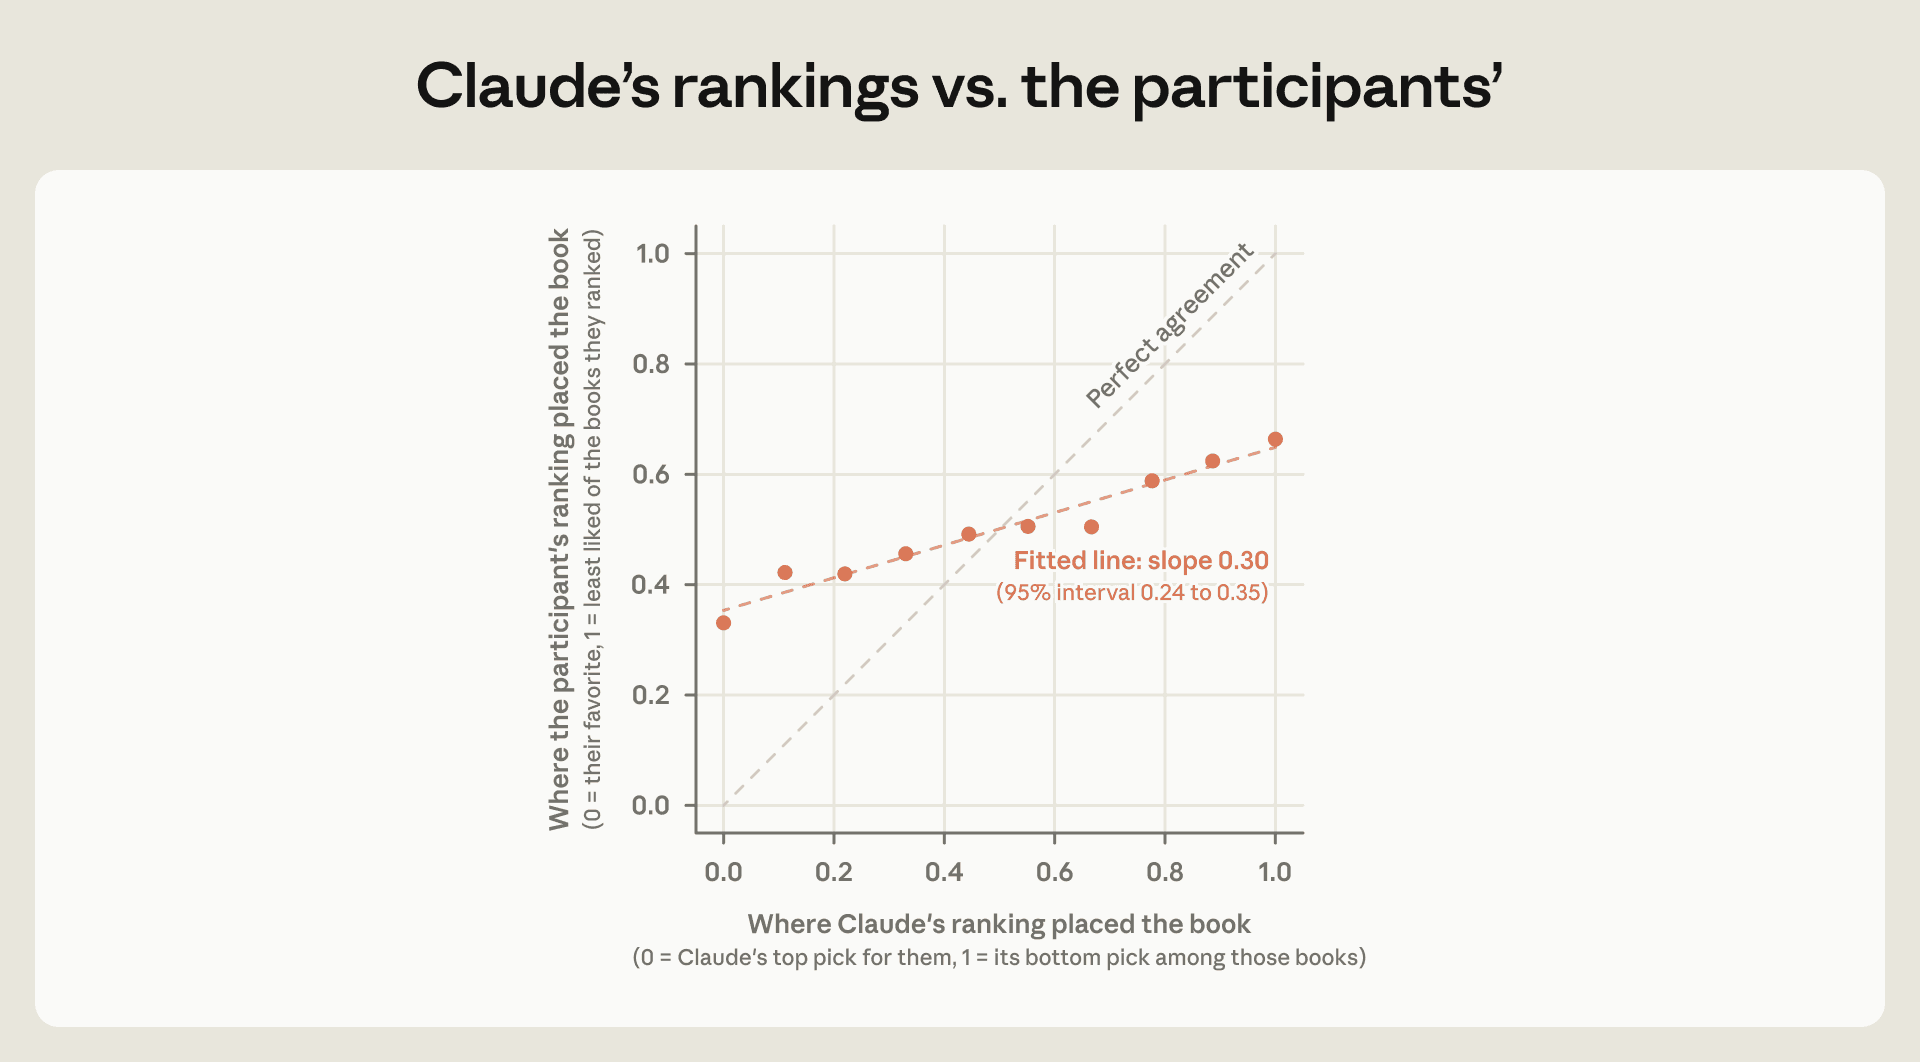 Claude’s rankings vs. the participants’
Where the participant's ranking placed the book
(0 = their favorite, 1 = least liked of the books they ranked)
1.0
0.8
0.6
0.4
0.2
0.0
Perfect agreement
Fitted line: slope 0.30
(95% interval 0.24 to 0.35)
0.0 0.2 0.4 0.6 0.8 1.0
Where Claude's ranking placed the book
(0 = Claude's top pick for them, 1 = its bottom pick among those books)